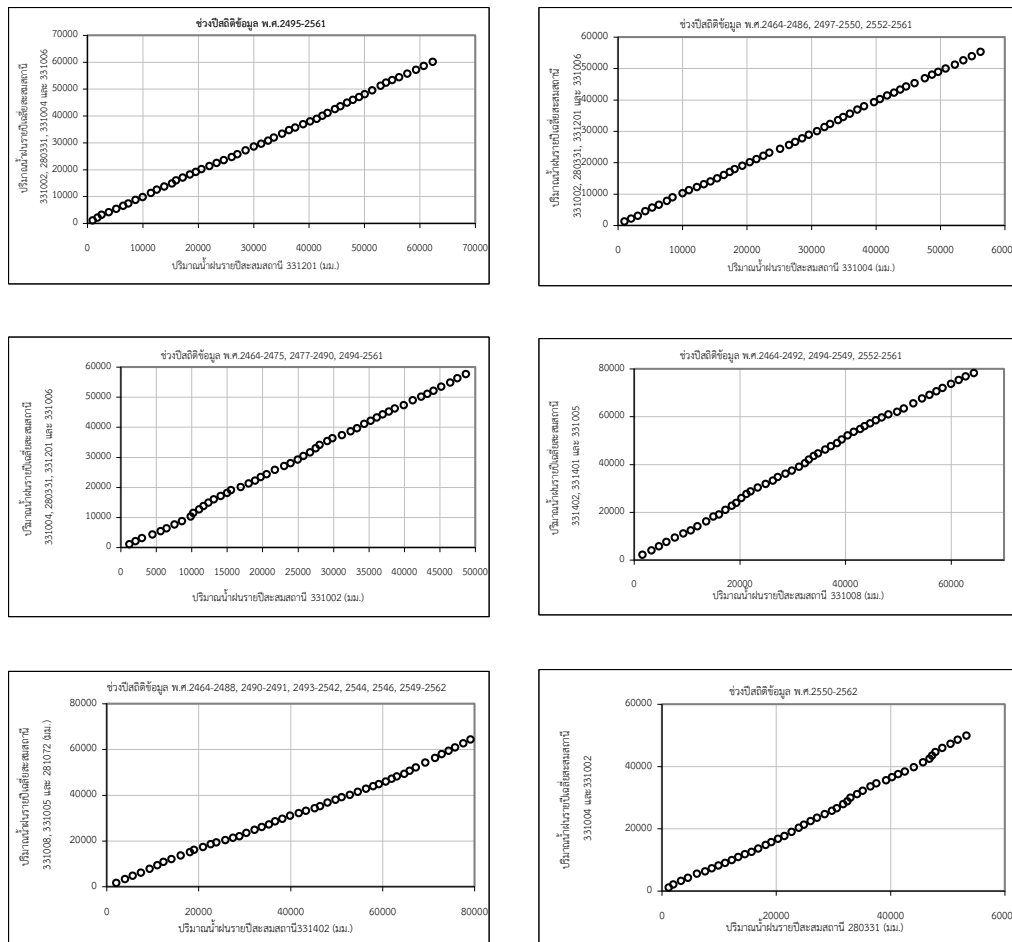 ช่วงปีสถิติข้อมูล พ.ศ.2495-2561
70000
60000
50000
40000
30000
20000
10000
0
0 10000 20000 30000 40000 50000 60000 70000
ปริมาณน้ำฝนรายปีเฉลี่ยสะสมสถานี
331002, 280331, 331004 และ 331006
ปริมาณน้ำฝนรายปีสะสมสถานี 331201 (มม.)
ช่วงปีสถิติข้อมูล พ.ศ.2464-2486, 2497-2550, 2552-2561
60000
50000
40000
30000
20000
10000
0
0 10000 20000 30000 40000 50000 6000
ปริมาณน้ำฝนรายปีเฉลี่ยสะสมสถานี
331002, 280331, 331201 และ 331006
ปริมาณน้ำฝนรายปีสะสมสถานี 331004 (มม.)
ช่วงปีสถิติข้อมูล พ.ศ.2464-2475, 2477-2490, 2494-2561
60000
50000
40000
30000
20000
10000
0
0 5000 10000 15000 20000 25000 30000 35000 40000 45000 50000
ปริมาณน้ำฝนรายปีเฉลี่ยสะสมสถานี
331004, 280331, 331201 และ 331006
ปริมาณน้ำฝนรายปีสะสมสถานี 331002 (มม.)
ช่วงปีสถิติข้อมูล พ.ศ.2464-2492, 2494-2549, 2552-2561
80000
60000
40000
20000
0
0 20000 40000 60000
ปริมาณน้ำฝนรายปีเฉลี่ยสะสมสถานี
331402, 331401 และ 331005
ปริมาณน้ำฝนรายปีสะสมสถานี 331008 (มม.)
ช่วงปีสถิติข้อมูล พ.ศ.2464-2488, 2490-2491, 2493-2542, 2544, 2546, 2549-2562
80000
60000
40000
20000
0
0 20000 40000 60000 80000
ปริมาณน้ำฝนรายปีเฉลี่ยสะสมสถานี
331008, 331005 และ 281072 (มม.)
ปริมาณน้ำฝนรายปีสะสมสถานี331402 (มม.)
ช่วงปีสถิติข้อมูล พ.ศ.2550-2562
60000
40000
20000
0
0 20000 40000 6000
ปริมาณน้ำฝนรายปีเฉลี่ยสะสมสถานี
331004 และ331002
ปริมาณน้ำฝนรายปีสะสมสถานี 280331 (มม.)